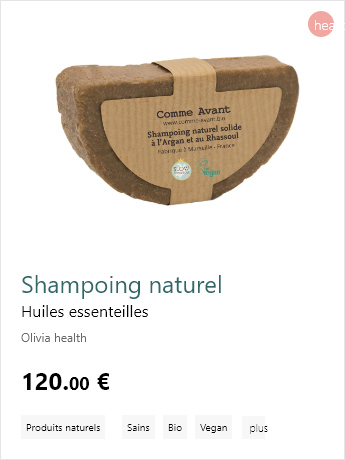 hea
Comme Avant
www.comme-avant.bio
Shampoing naturel solide
à l'Argan et au Rhassoul
Fabriqué à Marseille - France
SLOW
Vegan
Shampoing naturel
Huiles essenteilles
Olivia health
120.00 €
Produits naturels Sains Bio Vegan plus